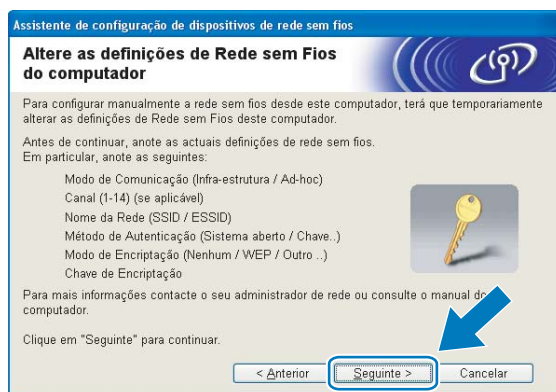 Assistente de configuração de dispositivos de rede sem fios
Altere as definições de Rede sem Fios
do computador
Para configurar manualmente a rede sem fios desde este computador, terá que temporariamente
alterar as definições de Rede sem Fios deste computador.
Antes de continuar, anote as actuais definições de rede sem fios.
Em particular, anote as seguintes:
Modo de Comunicação (Infra-estrutura / Ad-hoc)
Canal (1-14) (se aplicável)
Nome da Rede (SSID / ESSID)
Método de Autenticação (Sistema aberto / Chave..)
Modo de Encriptação (Nenhum / WEP / Outro ..)
Chave de Encriptação
Para mais informações contacte o seu administrador de rede ou consulte o manual do
computador.
Clique em "Seguinte" para continuar.
< Anterior
Seguinte >
Cancelar